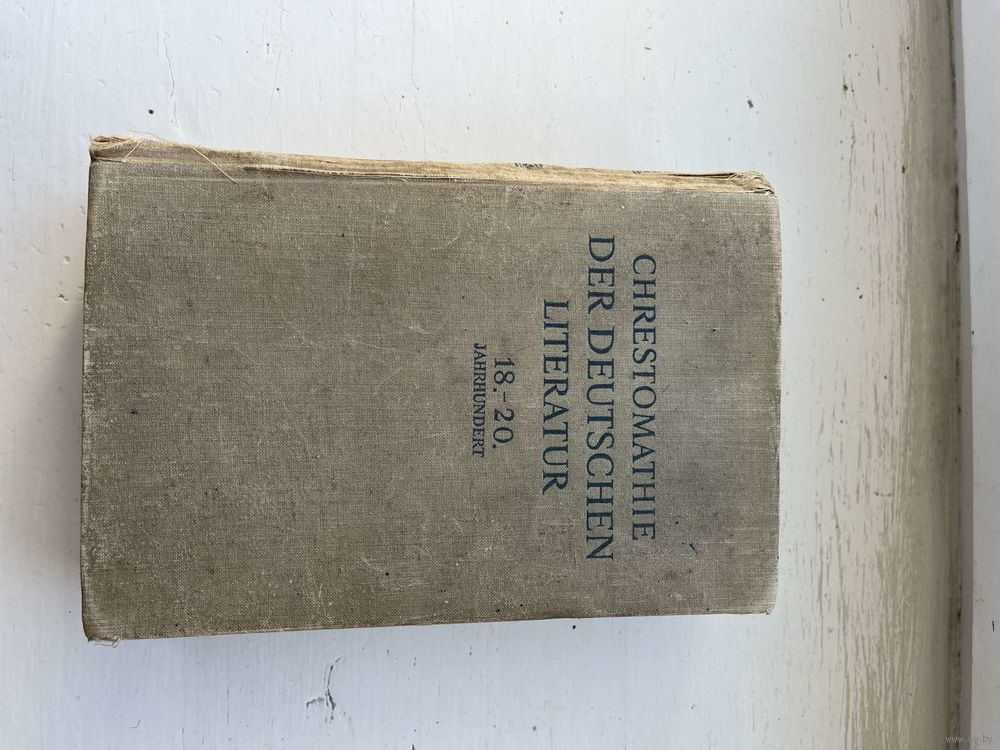 CHRESTOMATHIE
DER DEUTSCHEN
LITERATUR
18.-20.
JAHRHUNDERT